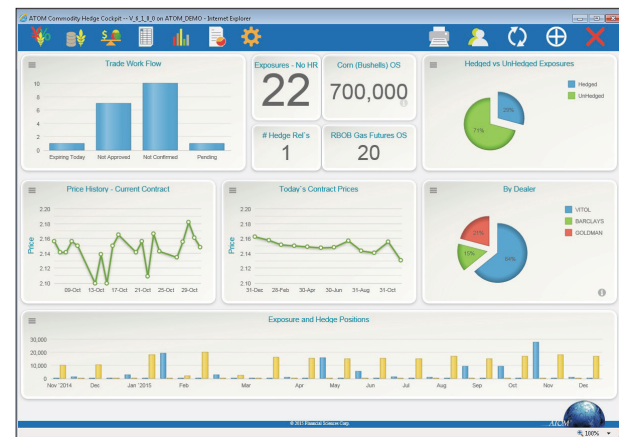 ATOM Commodity Hedge Cockpit -- V_6_1_8_0 on ATOM_DEMO - Internet Explorer
Trade Work Flow
10
8
6
4
2
0
Expiring Today Not Approved Not Confirmed Pending
Exposures - No HR
22
Corn (Bushells) OS
700,000
# Hedge Rel`s
1
RBOB Gas Futures OS
20
Hedged vs UnHedged Exposures
Hedged
UnHedged
29%
71%
Price History - Current Contract
Price
2.20
2.18
2.16
2.14
2.12
2.10
09-Oct 13-Oct 17-Oct 21-Oct 25-Oct 29-Oct
Today`s Contract Prices
Price
2.20
2.18
2.16
2.14
2.12
2.10
31-Dec 28-Feb 30-Apr 30-Jun 31-Aug 31-Oct
By Dealer
VITOL
BARCLAYS
GOLDMAN
64%
15%
Exposure and Hedge Positions
30,000
20,000
10,000
0
Nov '2014 Dec Jan '2015 Feb Mar Apr May Jun Jul Aug Sep Oct Nov Dec
© 2015 Financial Sciences Corp.
ATOM
100%